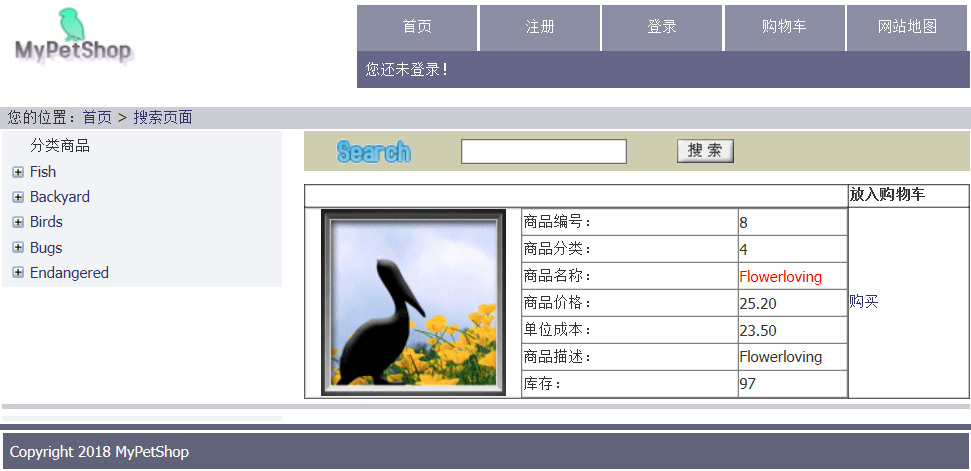 MyPetShop
首页 注册 登录 购物车 网站地图
您还未登录！
您的位置：首页 > 搜索页面
分类商品
Fish
Backyard
Birds
Bugs
Endangered
Search 搜 索
放入购物车
商品编号： 8
商品分类： 4
商品名称： Flowerloving
商品价格： 25.20
单位成本： 23.50
商品描述： Flowerloving
库存： 97
购买
Copyright 2018 MyPetShop